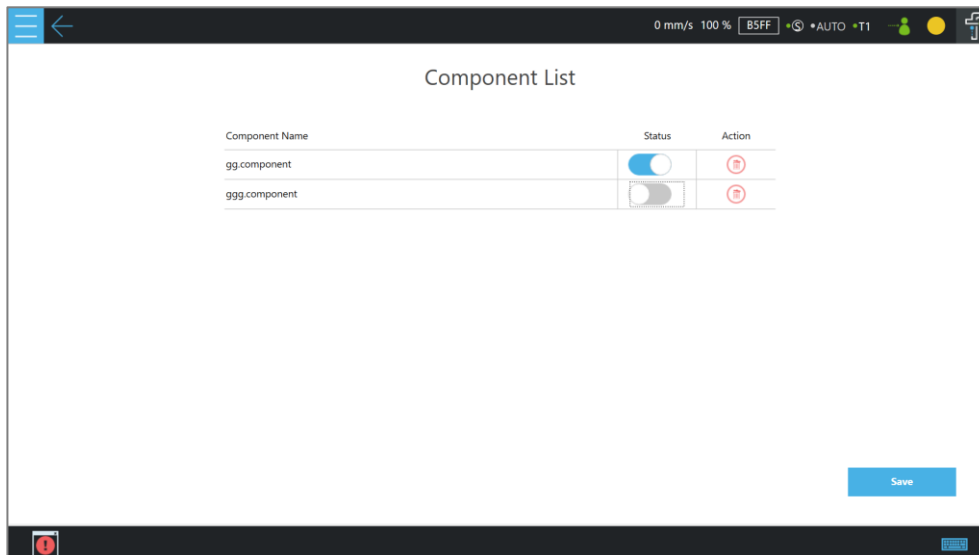 0 mm/s 100 % B5FF S AUTO T1
Component List
Component Name Status Action
gg.component
ggg.component
Save